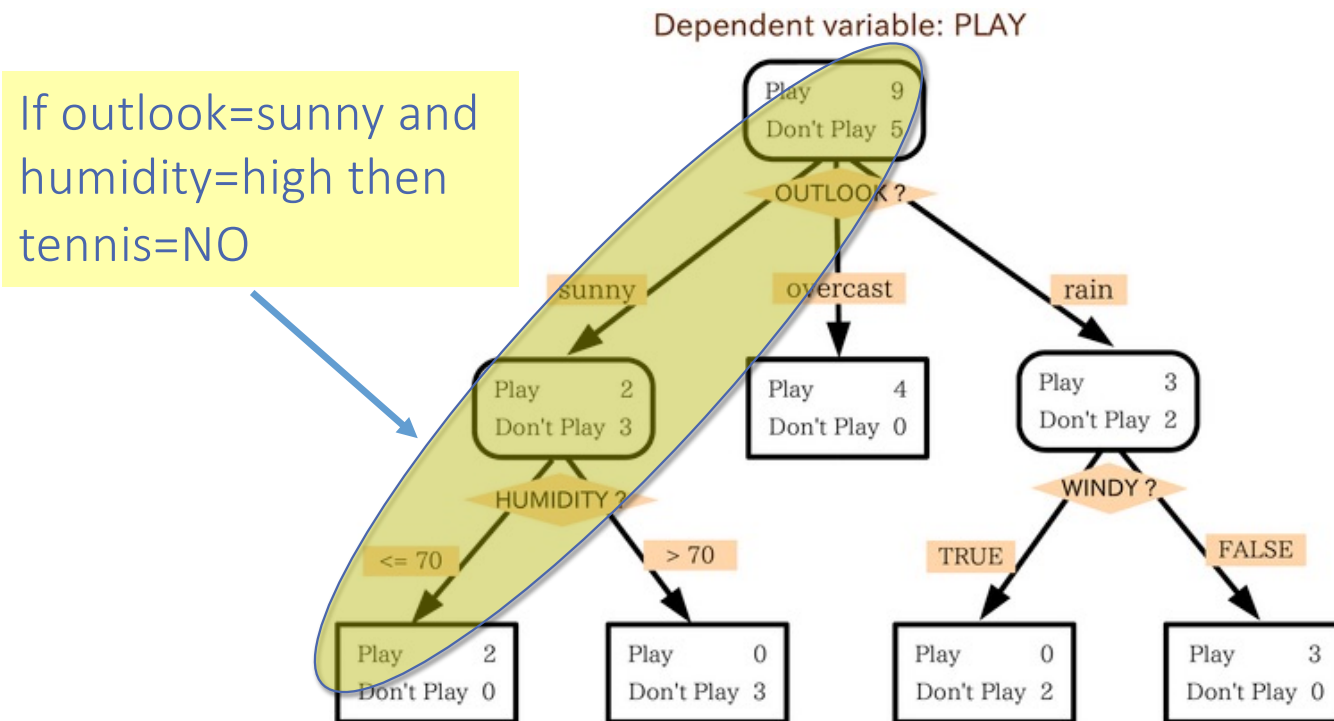 Dependent variable: PLAY
If outlook=sunny and
humidity=high then
tennis=NO
Play 9
Don't Play 5
OUTLOOK ?
sunny
overcast
rain
Play 2
Don't Play 3
Play 4
Don't Play 0
Play 3
Don't Play 2
HUMIDITY ?
WINDY ?
<= 70
> 70
TRUE
FALSE
Play 2
Don't Play 0
Play 0
Don't Play 3
Play 0
Don't Play 2
Play 3
Don't Play 0